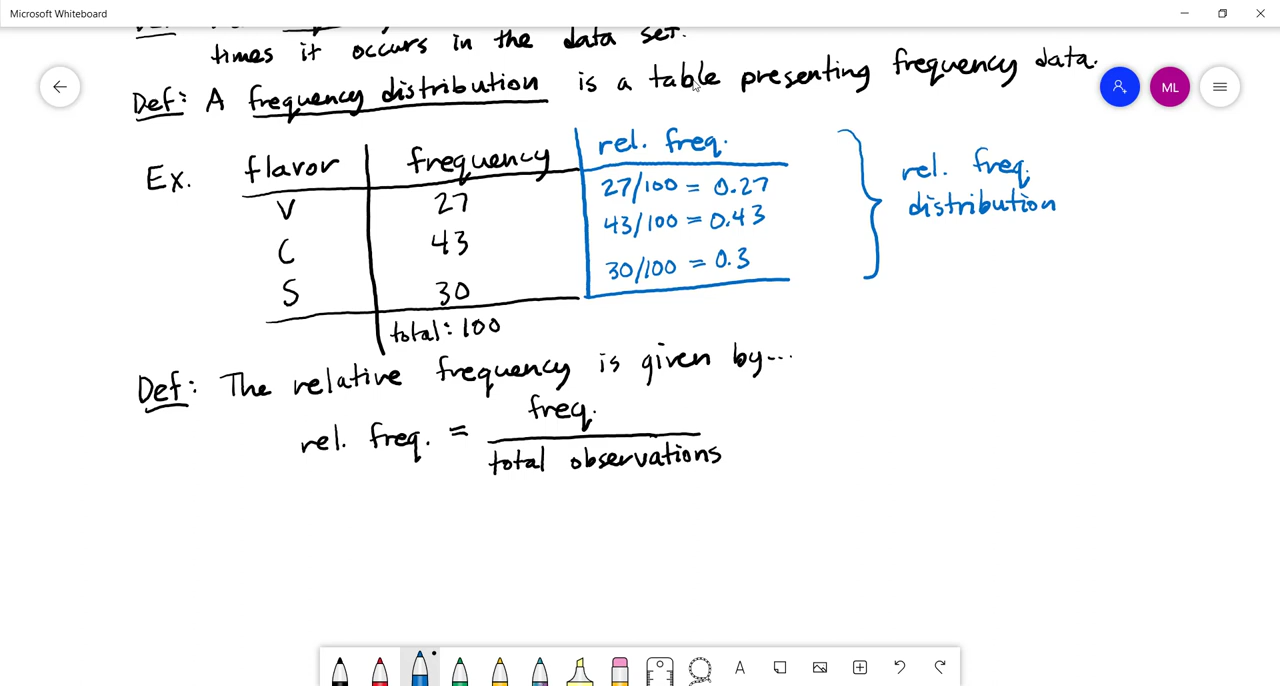 Microsoft Whiteboard
times it occurs in the data set.
Def: A frequency distribution is a table presenting frequency data.
ML
Ex. flavor frequency rel. freq.
V 27 27/100 = 0.27
C 43 43/100 = 0.43
S 30 30/100 = 0.3
total: 100
rel. freq.
distribution
Def: The relative frequency is given by...
rel. freq. = freq.
total observations
A